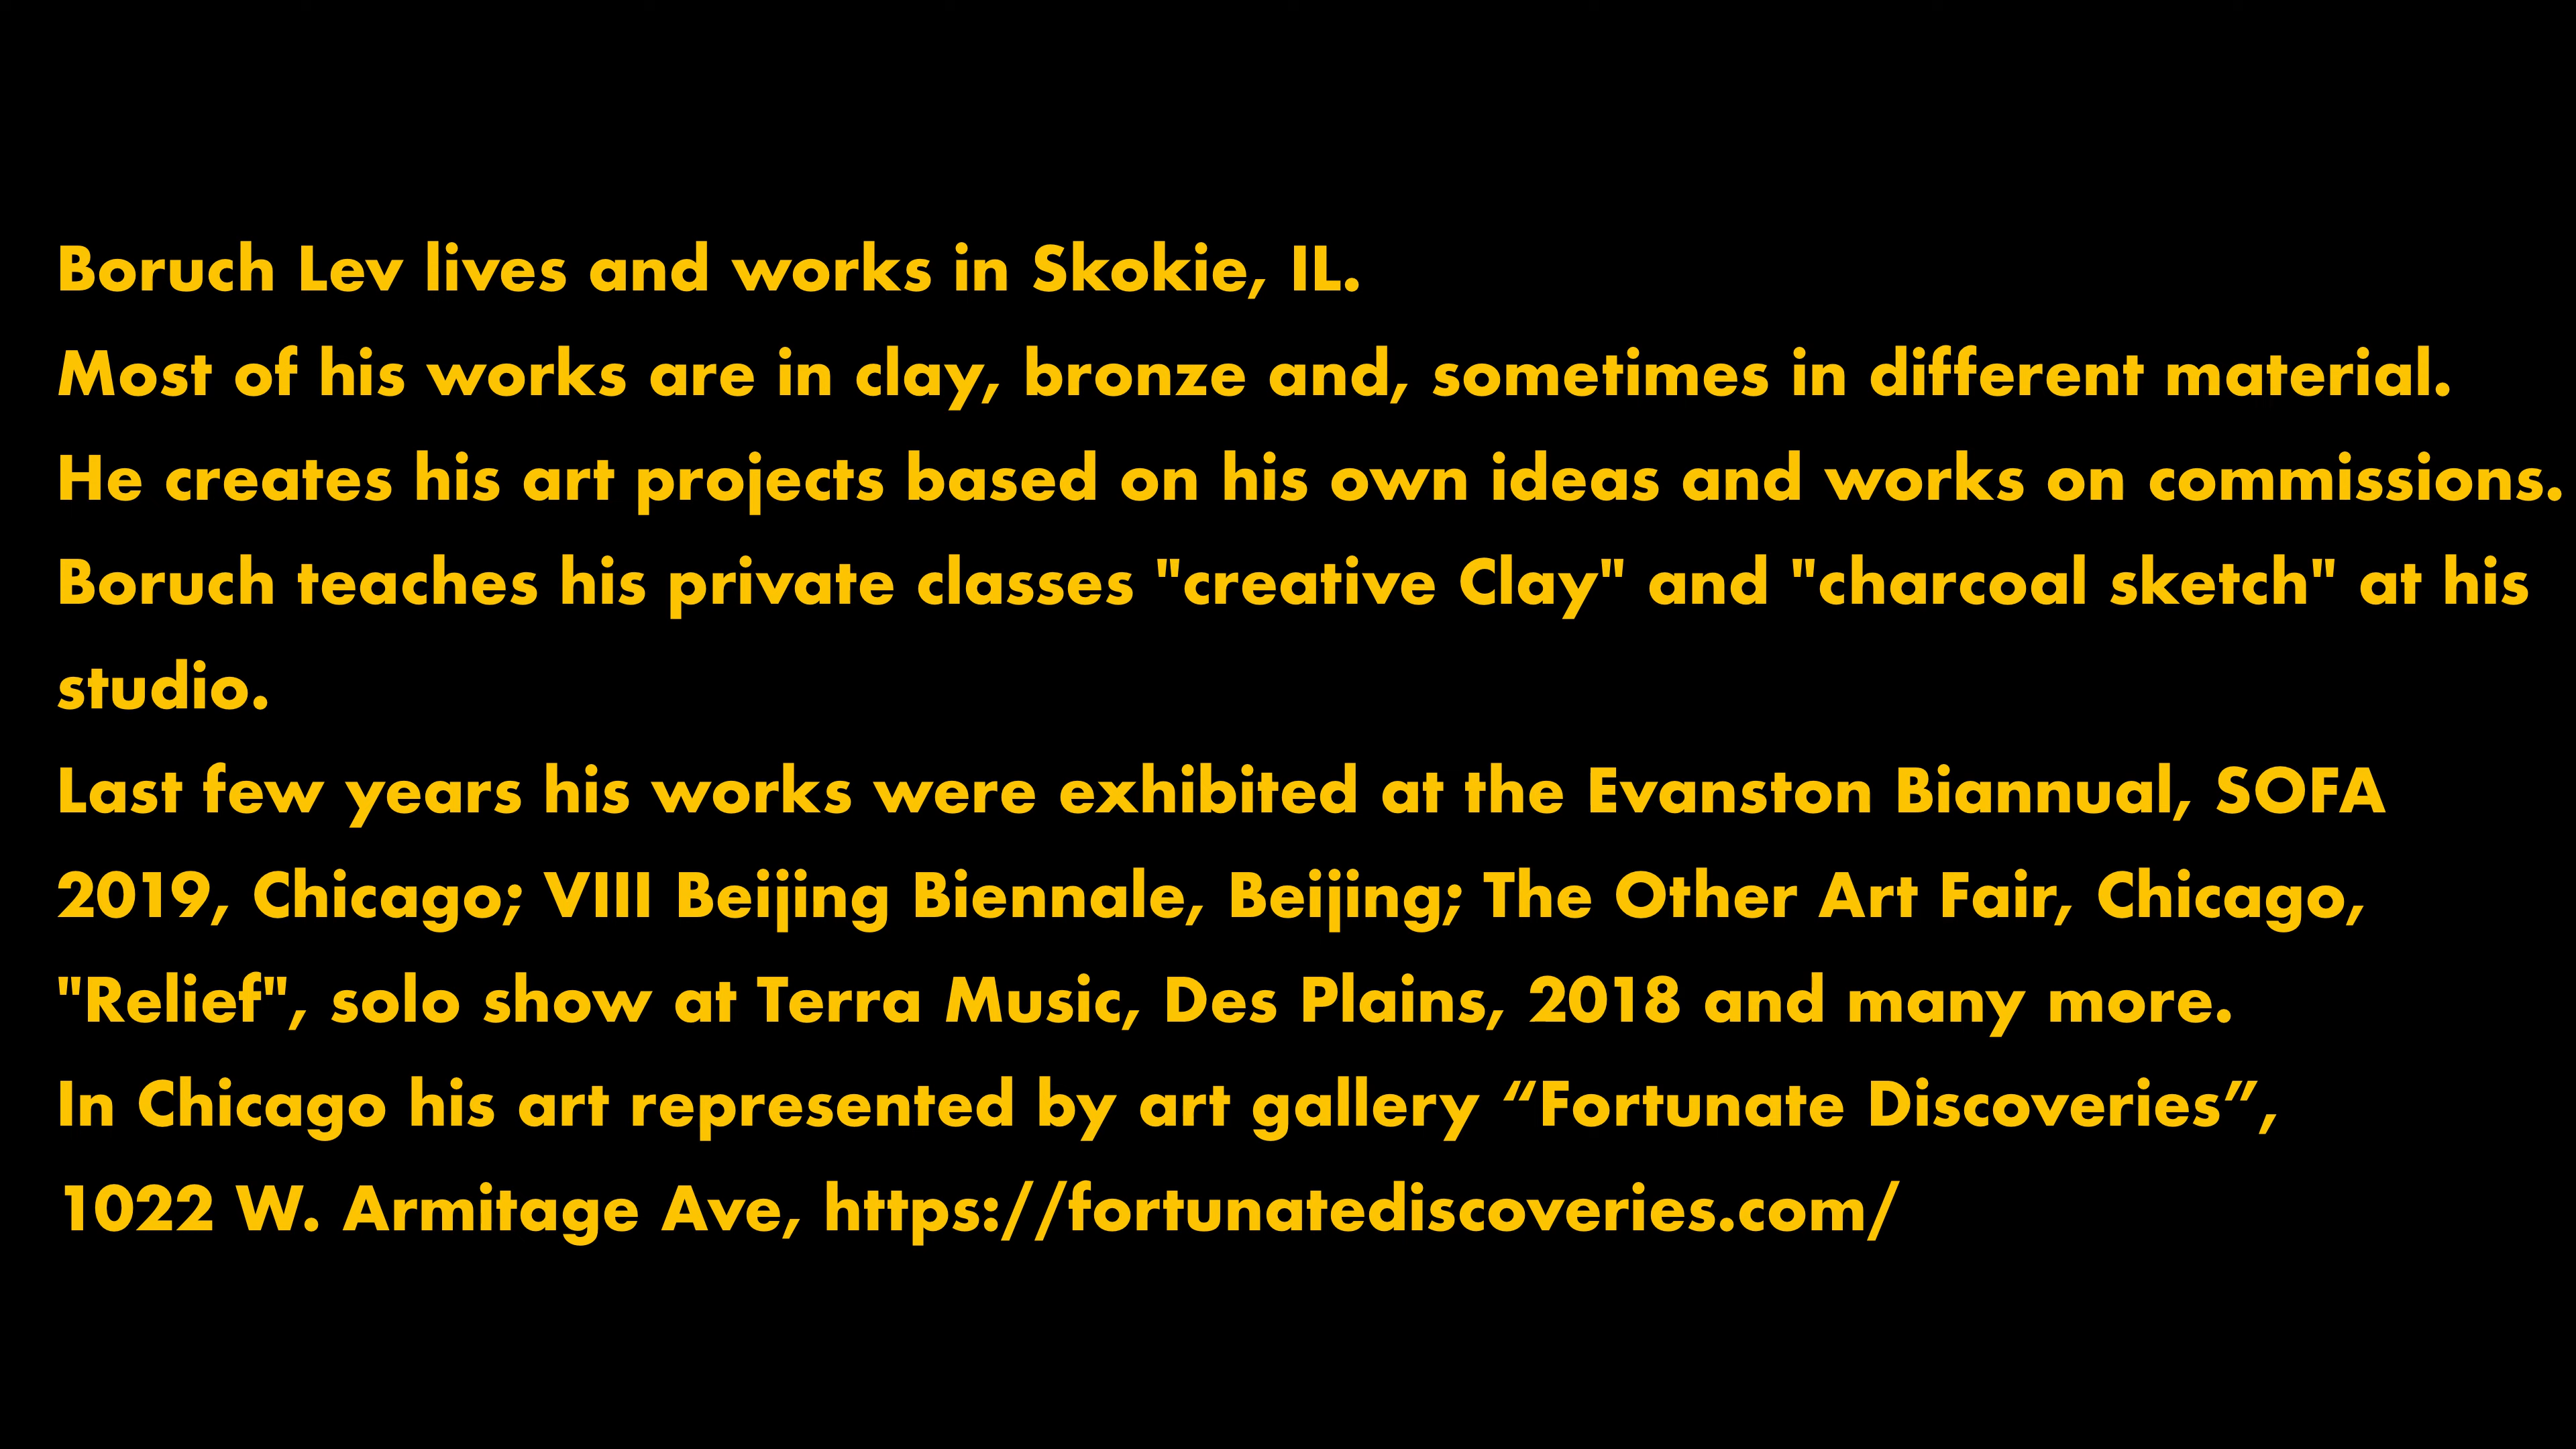 Boruch Lev lives and works in Skokie, IL.
Most of his works are in clay, bronze and, sometimes in different material.
He creates his art projects based on his own ideas and works on commissions.
Boruch teaches his private classes "creative Clay" and "charcoal sketch" at his
studio.
Last few years his works were exhibited at the Evanston Biannual, SOFA
2019, Chicago; VIII Beijing Biennale, Beijing; The Other Art Fair, Chicago,
"Relief", solo show at Terra Music, Des Plains, 2018 and many more.
In Chicago his art represented by art gallery “Fortunate Discoveries”,
1022 W. Armitage Ave, https://fortunatediscoveries.com/